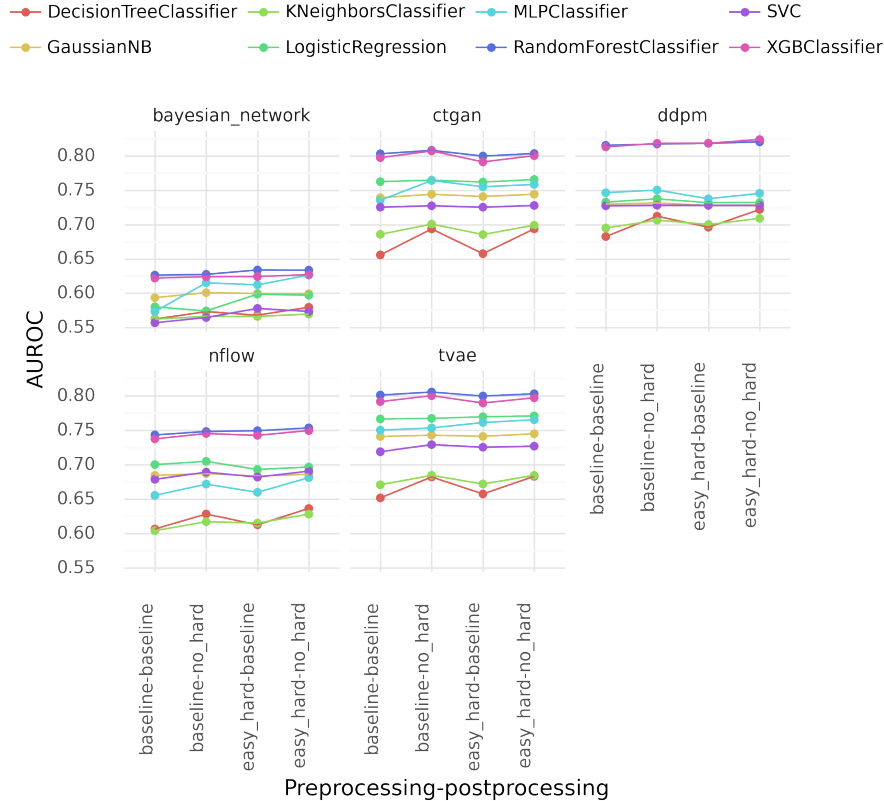 DecisionTreeClassifier KNeighborsClassifier MLPClassifier SVC
GaussianNB LogisticRegression RandomForestClassifier XGBClassifier
bayesian_network ctgan ddpm
0.80
0.75
0.70
0.65
0.60
0.55
AUROC
nflow tvae
0.80
0.75
0.70
0.65
0.60
0.55
baseline-baseline
baseline-no_hard
easy_hard-baseline
easy_hard-no_hard
baseline-baseline
baseline-no_hard
easy_hard-baseline
easy_hard-no_hard
baseline-baseline
baseline-no_hard
easy_hard-baseline
easy_hard-no_hard
Preprocessing-postprocessing